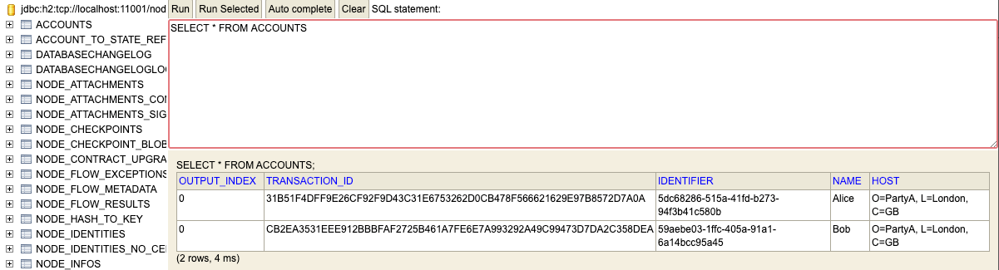 jdbc:h2:tcp://localhost:11001/nod
ACCOUNTS
ACCOUNT_TO_STATE_REF
DATABASECHANGELOG
DATABASECHANGELOGLO
NODE_ATTACHMENTS
NODE_ATTACHMENTS_CON
NODE_ATTACHMENTS_SIG
NODE_CHECKPOINTS
NODE_CHECKPOINT_BLOB
NODE_CONTRACT_UPGRA
NODE_FLOW_EXCEPTIONS
NODE_FLOW_METADATA
NODE_FLOW_RESULTS
NODE_HASH_TO_KEY
NODE_IDENTITIES
NODE_IDENTITIES_NO_CE
NODE_INFOS
Run Run Selected Auto complete Clear SQL statement:
SELECT * FROM ACCOUNTS
SELECT * FROM ACCOUNTS;
OUTPUT_INDEX TRANSACTION_ID IDENTIFIER NAME HOST
0 31B51F4DFF9E26CF92F9D43C31E6753262D0CB478F566621629E97B8572D7A0A 5dc68286-515a-41fd-b273- Alice O=PartyA, L=London,
94f3b41c580b C=GB
0 CB2EA3531EEE912BBBFAF2725B461A7FE6E7A993292A49C99473D7DA2C358DEA 59aebe03-1ffc-405a-91a1- Bob O=PartyA, L=London,
6a14bcc95a45 C=GB
(2 rows, 4 ms)